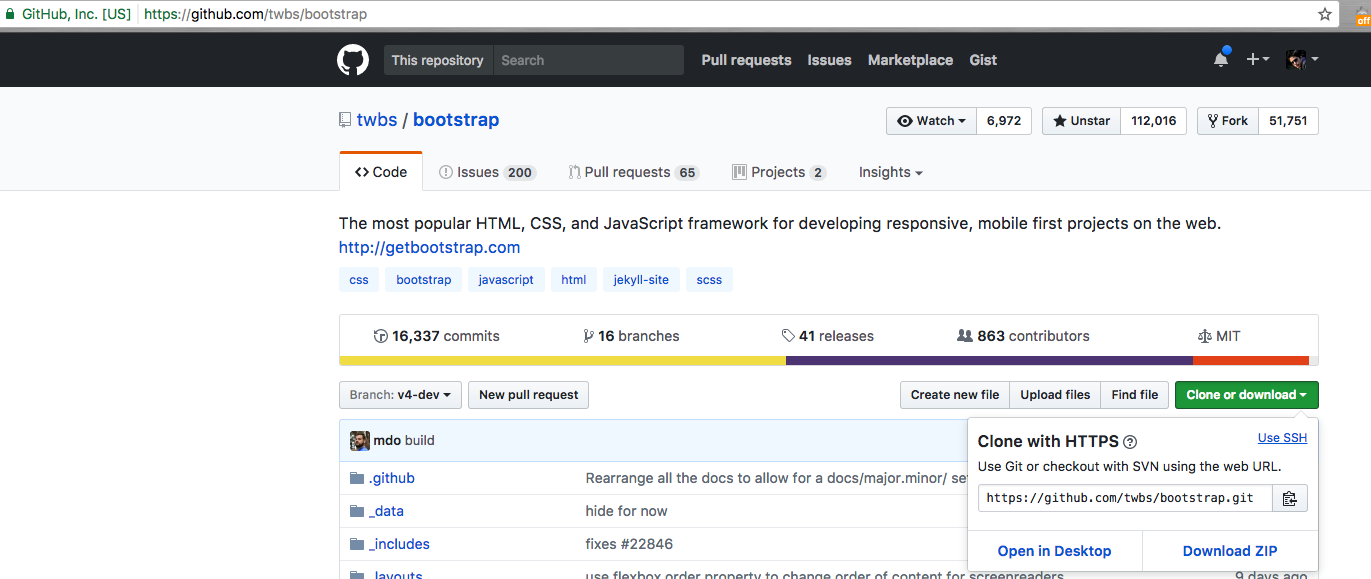 GitHub, Inc. [US] https://github.com/twbs/bootstrap
off
This repository Search Pull requests Issues Marketplace Gist
twbs / bootstrap Watch 6,972 Unstar 112,016 Fork 51,751
Code Issues 200 Pull requests 65 Projects 2 Insights
The most popular HTML, CSS, and JavaScript framework for developing responsive, mobile first projects on the web.
http://getbootstrap.com
css bootstrap javascript html jekyll-site scss
16,337 commits 16 branches 41 releases 863 contributors MIT
Branch: v4-dev New pull request Create new file Upload files Find file Clone or download
mdo build
.github Rearrange all the docs to allow for a docs/major.minor/
_data hide for now
_includes fixes #22846
_layouts use flexbox order property to change order of content for screenreaders 9 days ago
Clone with HTTPS Use SSH
Use Git or checkout with SVN using the web URL.
https://github.com/twbs/bootstrap.git
Open in Desktop Download ZIP